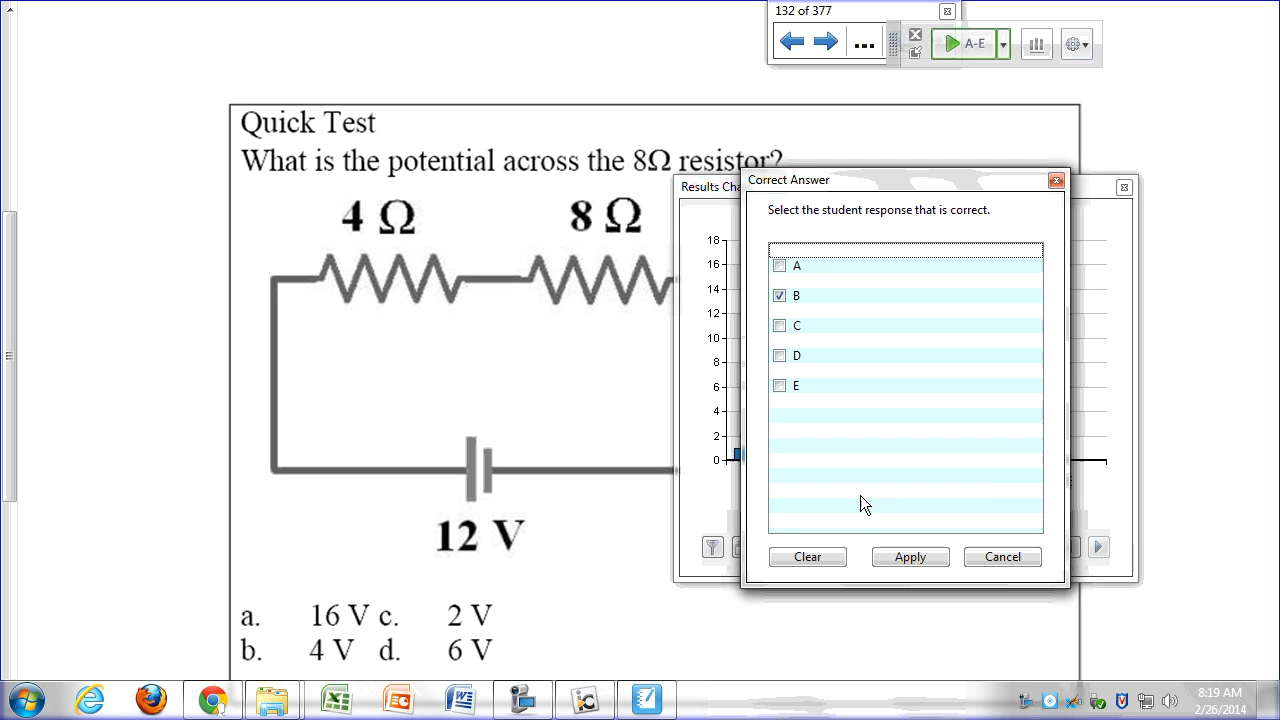 132 of 377
A-E
Quick Test
What is the potential across the 8Ω resistor?
4 Ω
8 Ω
12 V
a. 16 V c. 2 V
b. 4 V d. 6 V
Results Cha
18
16
14
12
10
8
6
4
2
0
Correct Answer
Select the student response that is correct.
A
B
C
D
E
Clear
Apply
Cancel
8:19 AM
2/26/2014